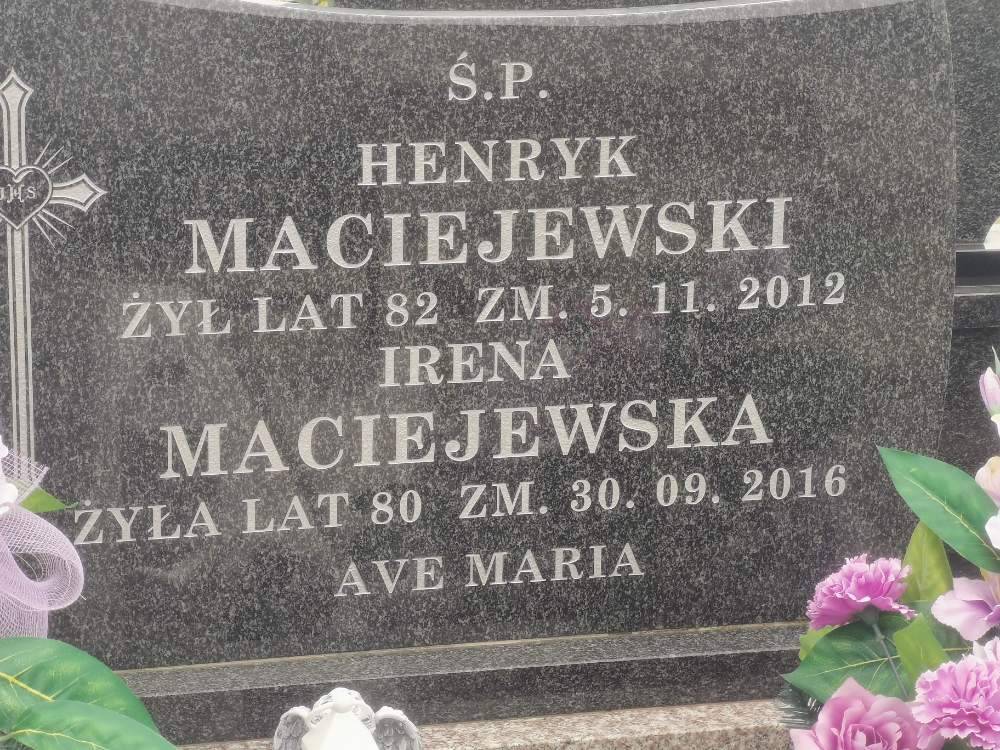 IHS
Ś.P.
HENRYK
MACIEJEWSKI
ŻYŁ LAT 82 ZM. 5. 11. 2012
IRENA
MACIEJEWSKA
ŻYŁA LAT 80 ZM. 30. 09. 2016
AVE MARIA